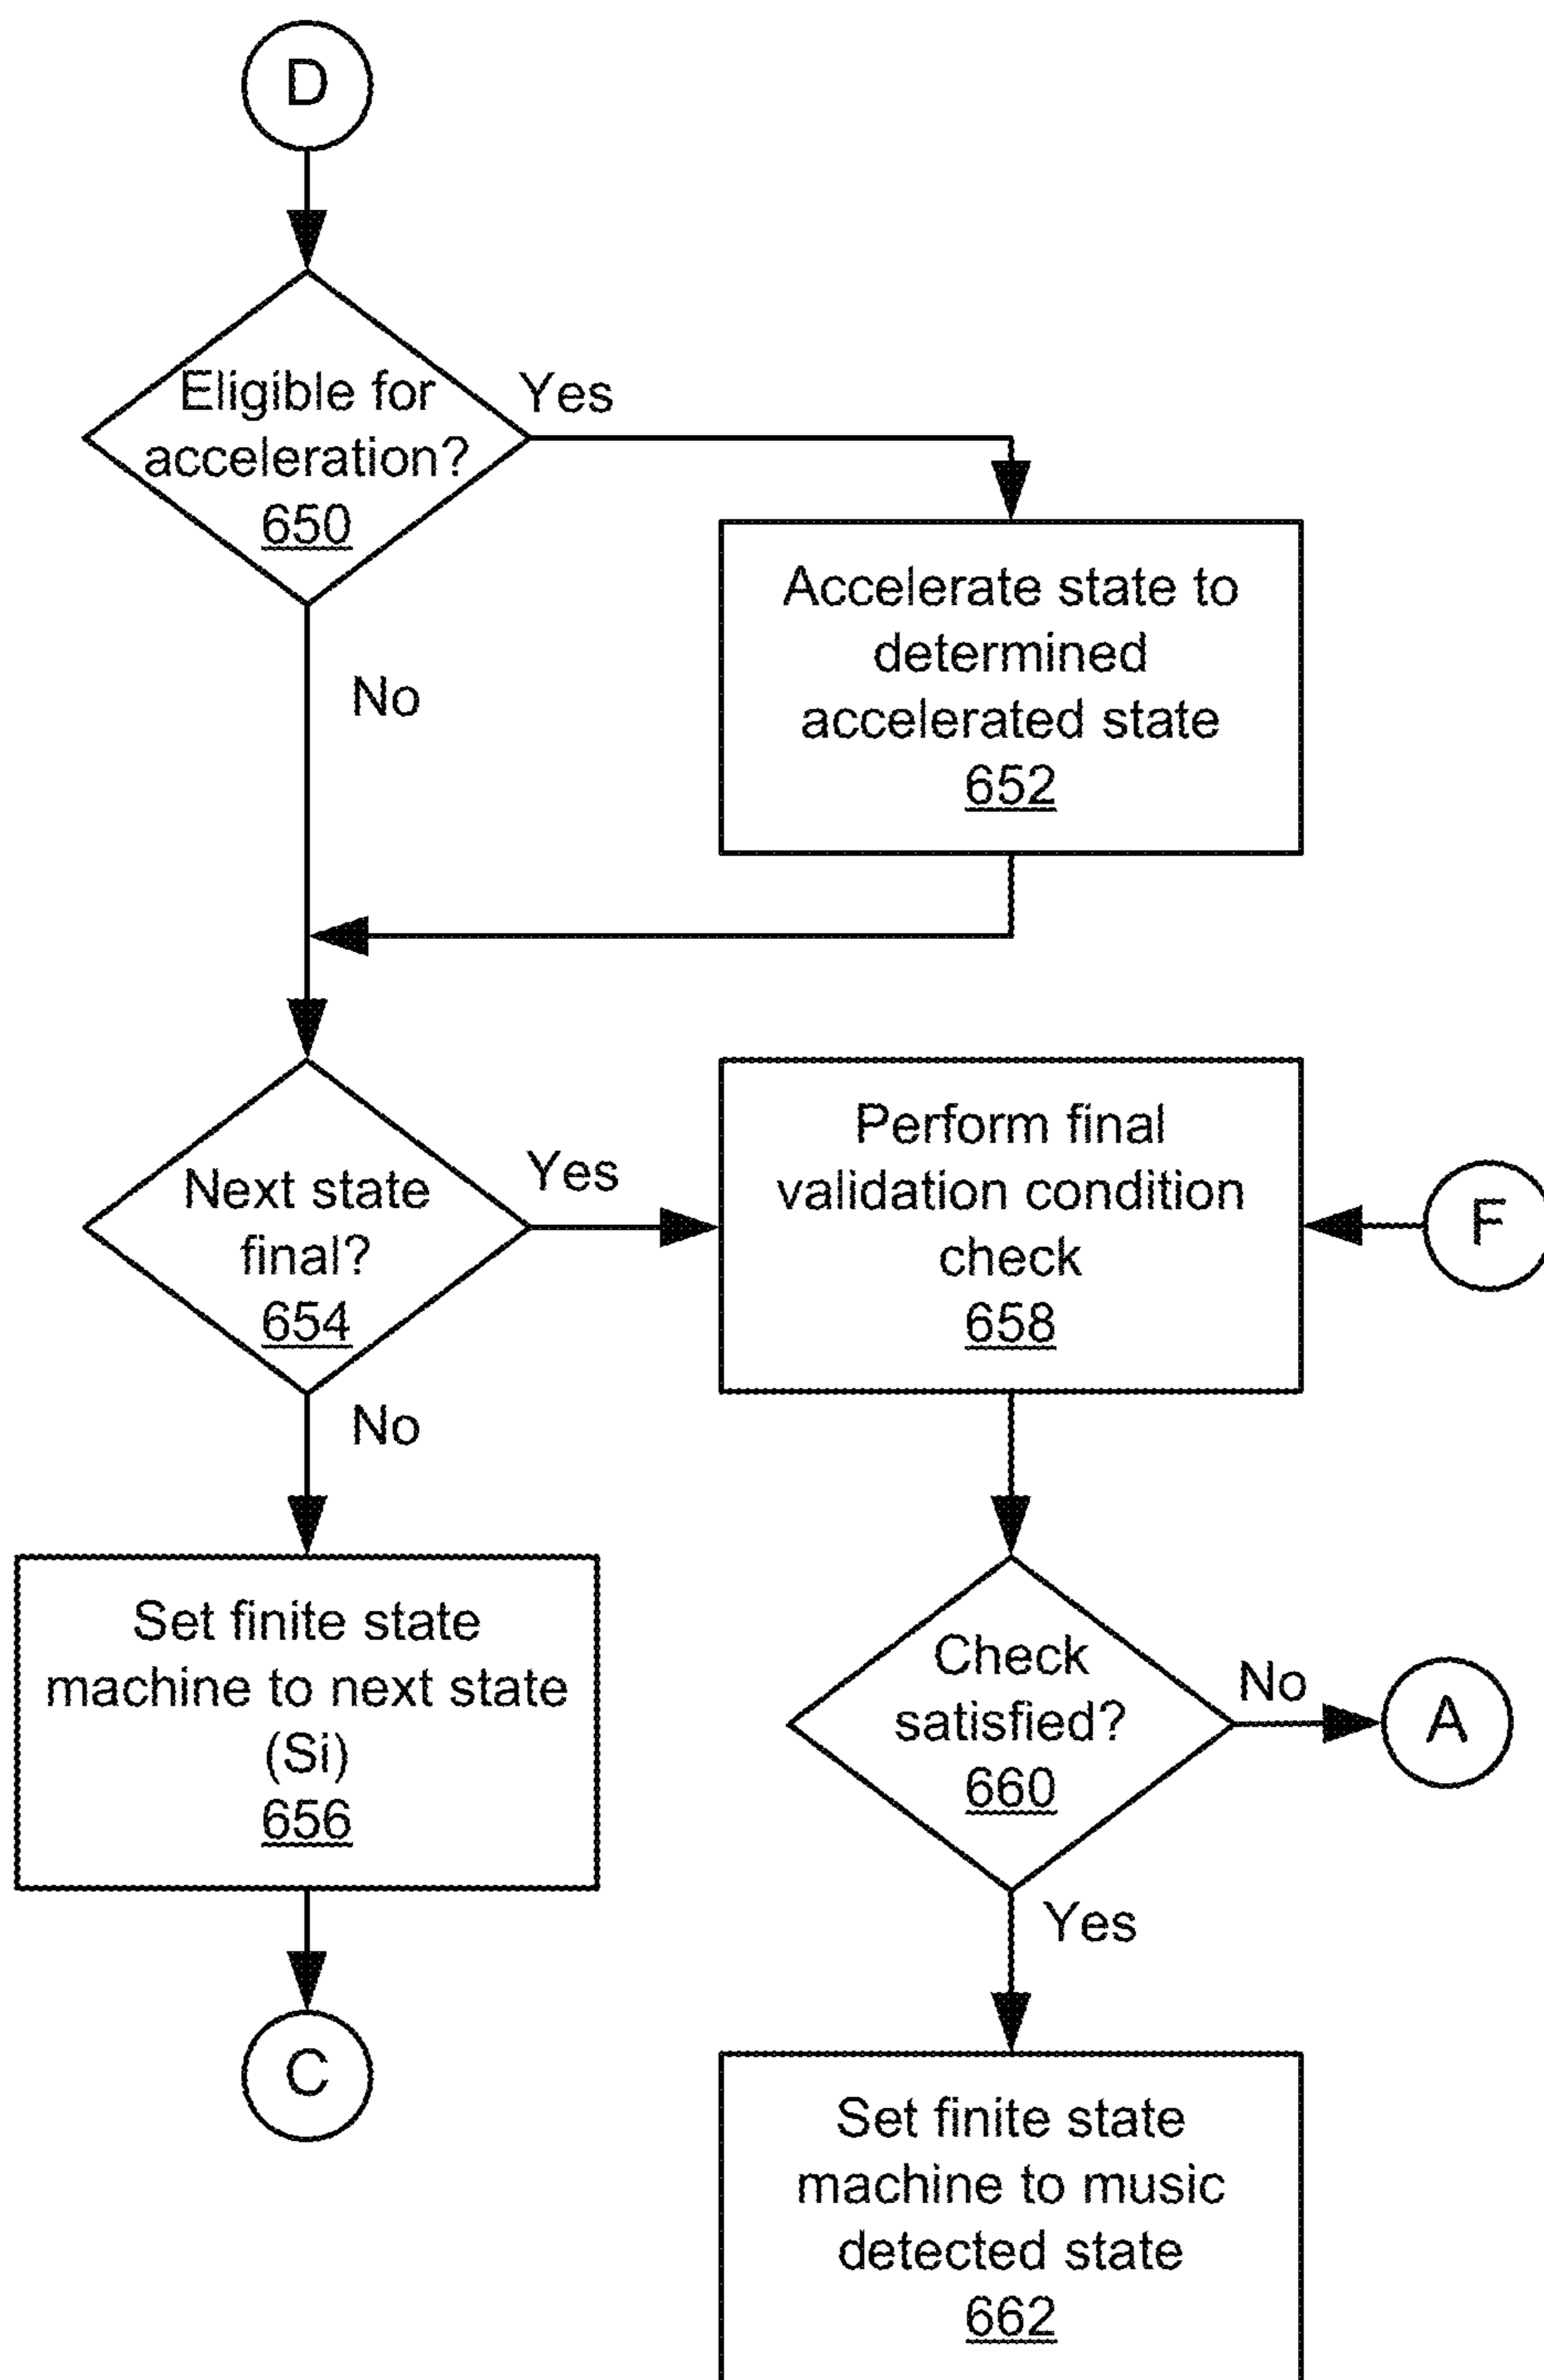 D
Eligible for
acceleration?
650
Yes
No
Accelerate state to
determined
accelerated state
652
Next state
final?
654
Yes
No
Perform final
validation condition
check
658
F
Set finite state
machine to next state
(Si)
656
C
Check
satisfied?
660
No
A
Yes
Set finite state
machine to music
detected state
662